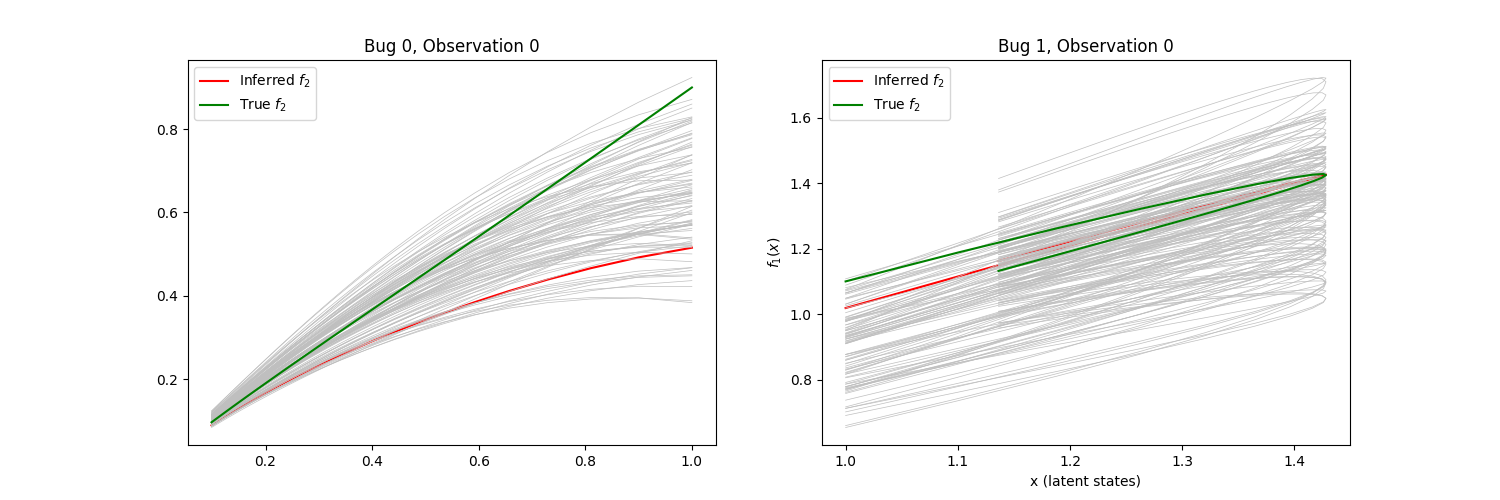 Bug 0, Observation 0
Inferred f₂
True f₂
0.8
0.6
0.4
0.2
0.2 0.4 0.6 0.8 1.0
Bug 1, Observation 0
Inferred f₂
True f₂
f₁(x)
1.6
1.4
1.2
1.0
0.8
1.0 1.1 1.2 1.3 1.4
x (latent states)